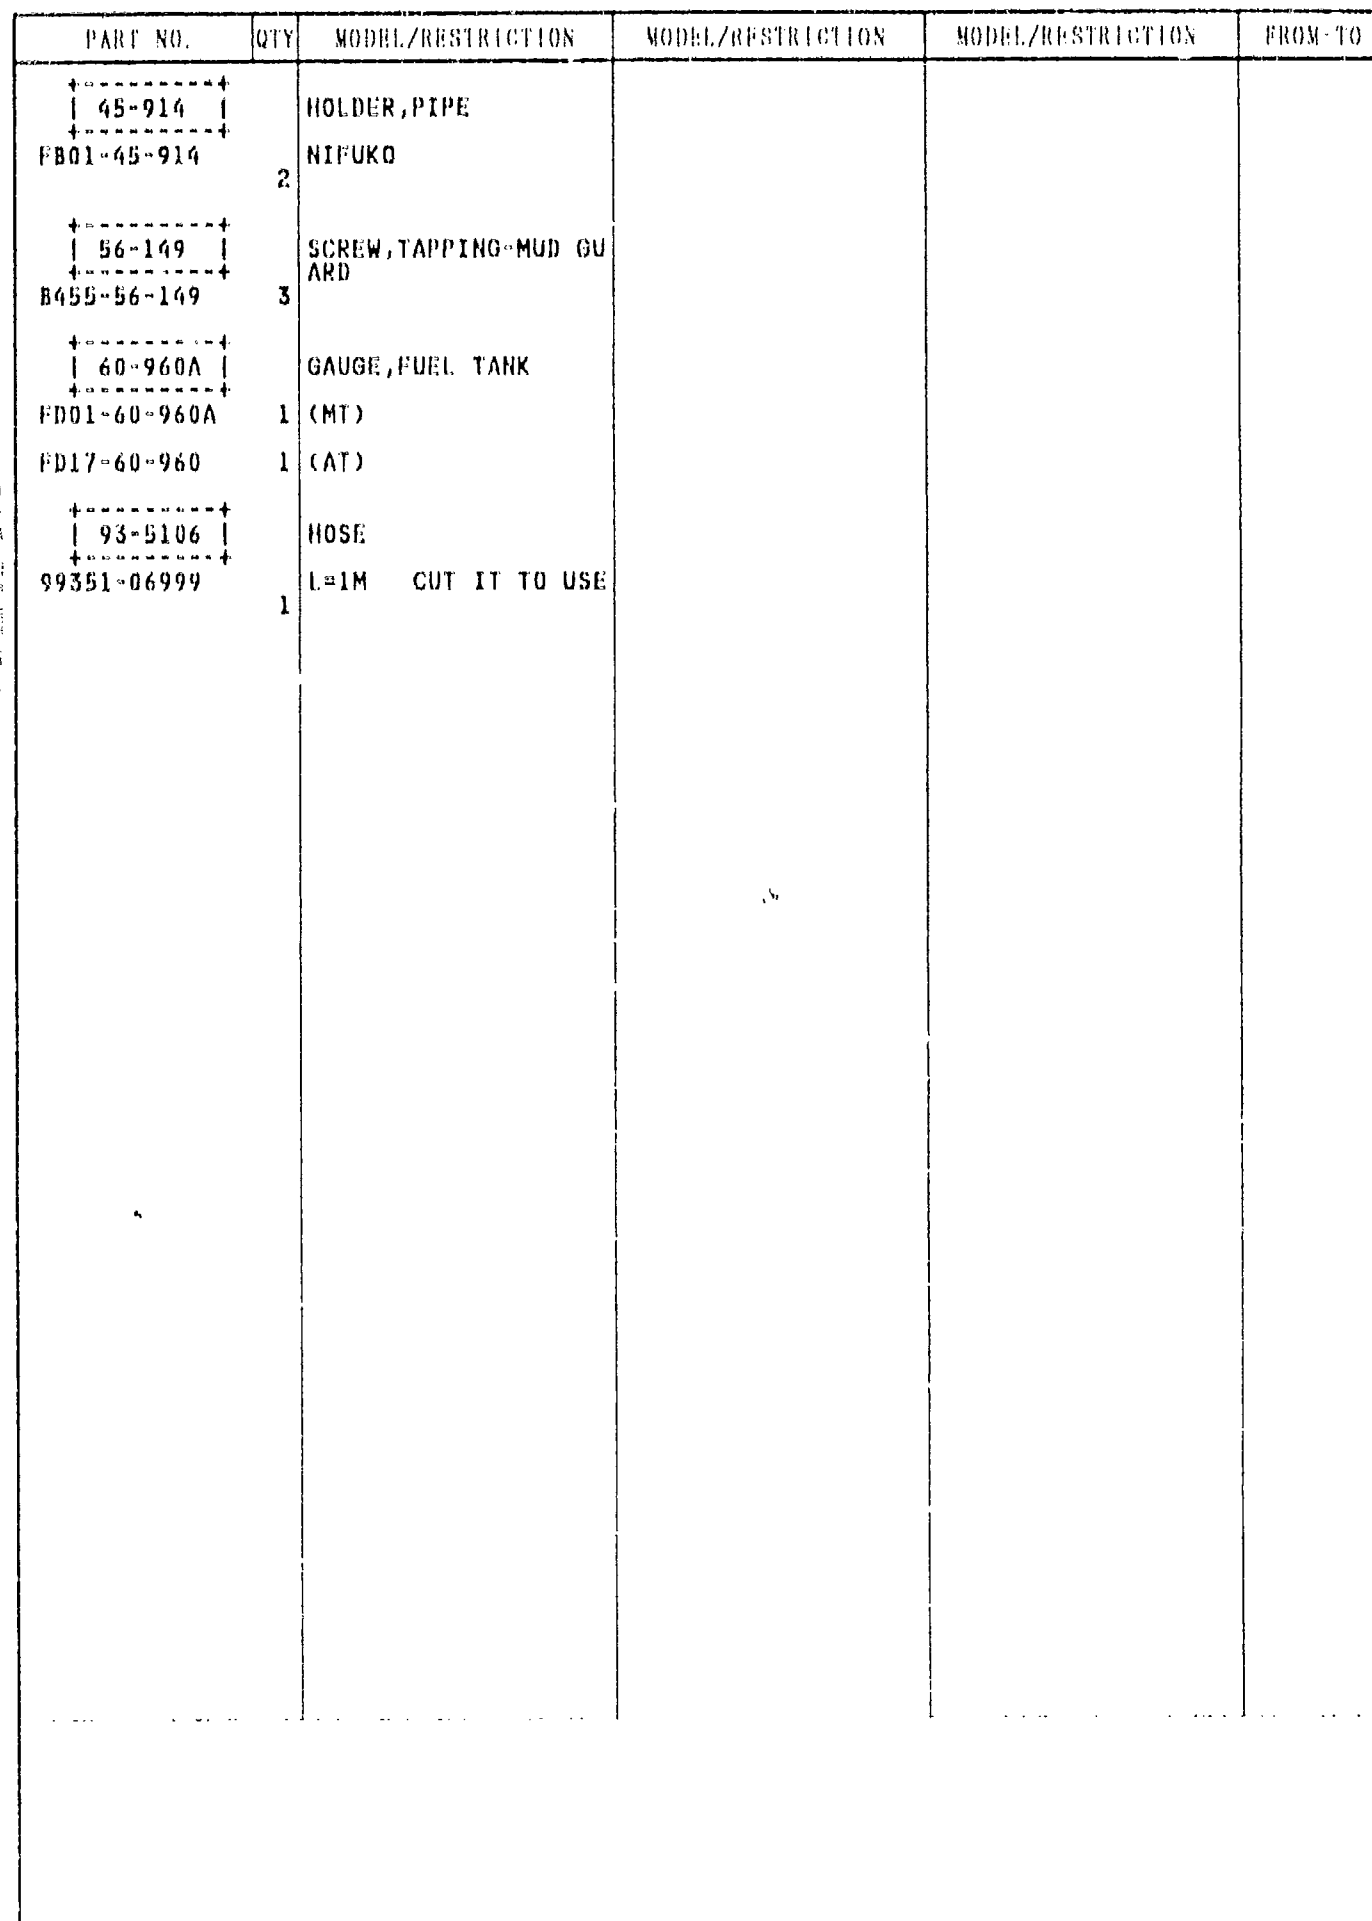 PART NO. QTY MODEL/RESTRICTION MODEL/RESTRICTION MODEL/RESTRICTION FROM-TO
45-914 HOLDER,PIPE
FB01-45-914 NIFUKO
2
56-149 SCREW,TAPPING-MUD GU
ARD
B455-56-149 3
60-960A GAUGE,FUEL TANK
FD01-60-960A 1 (MT)
FD17-60-960 1 (AT)
93-5106 HOSE
99351-06999 L=1M CUT IT TO USE
1